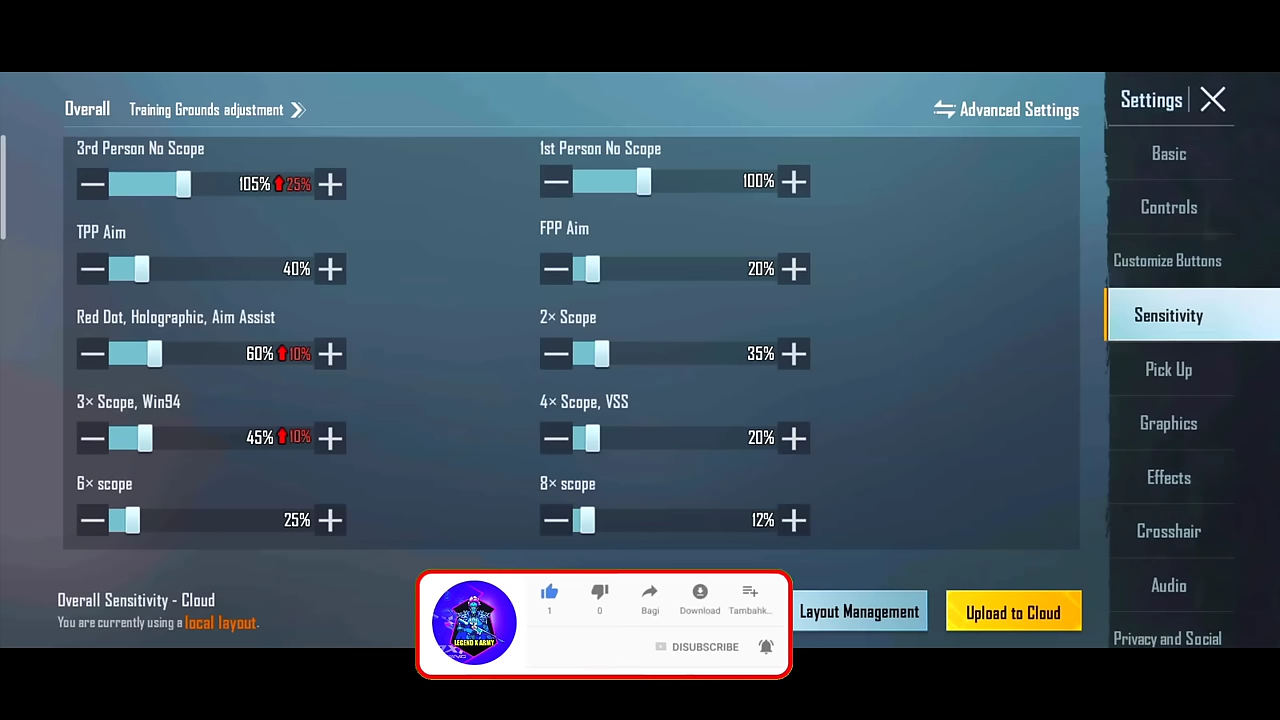 Overall Training Grounds adjustment
Advanced Settings
3rd Person No Scope
105% 25%
1st Person No Scope
100%
TPP Aim
40%
FPP Aim
20%
Red Dot, Holographic, Aim Assist
60% 10%
2× Scope
35%
3× Scope, Win94
45% 10%
4× Scope, VSS
20%
6× scope
25%
8× scope
12%
Overall Sensitivity - Cloud
You are currently using a local layout.
Layout Management
Upload to Cloud
Settings
Basic
Controls
Customize Buttons
Sensitivity
Pick Up
Graphics
Effects
Crosshair
Audio
Privacy and Social
LEGEND K ARMY
1
0
Bagi
Download
Tambahk...
DISUBSCRIBE